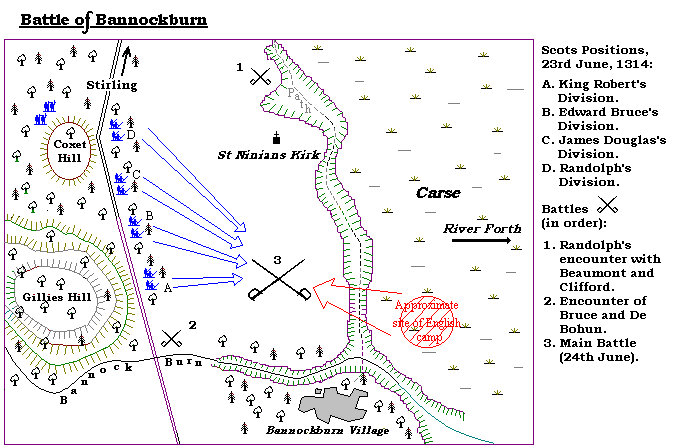 Battle of Bannockburn
Stirling
1
Path
D
Coxet
Hill
St Ninians Kirk
C
Carse
B
River Forth
3
Gillies Hill
A
Approximate
site of English
camp
2
Bannock Burn
Bannockburn Village
Scots Positions,
23rd June, 1314:
A. King Robert's
Division.
B. Edward Bruce's
Division.
C. James Douglas's
Division.
D. Randolph's
Division.
Battles
(in order):
1. Randolph's
encounter with
Beaumont and
Clifford.
2. Encounter of
Bruce and De
Bohun.
3. Main Battle
(24th June).